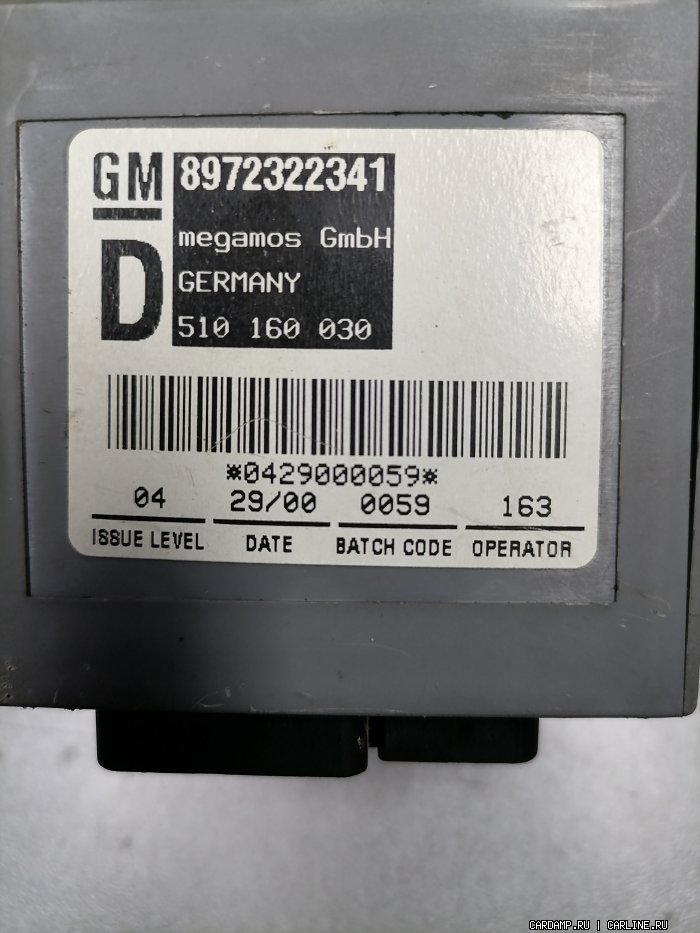 GM 8972322341
D
megamos GmbH
GERMANY
510 160 030
*0429000059*
04 29/00 0059 163
ISSUE LEVEL DATE BATCH CODE OPERATOR
CARDAMP.RU | CARLINE.RU